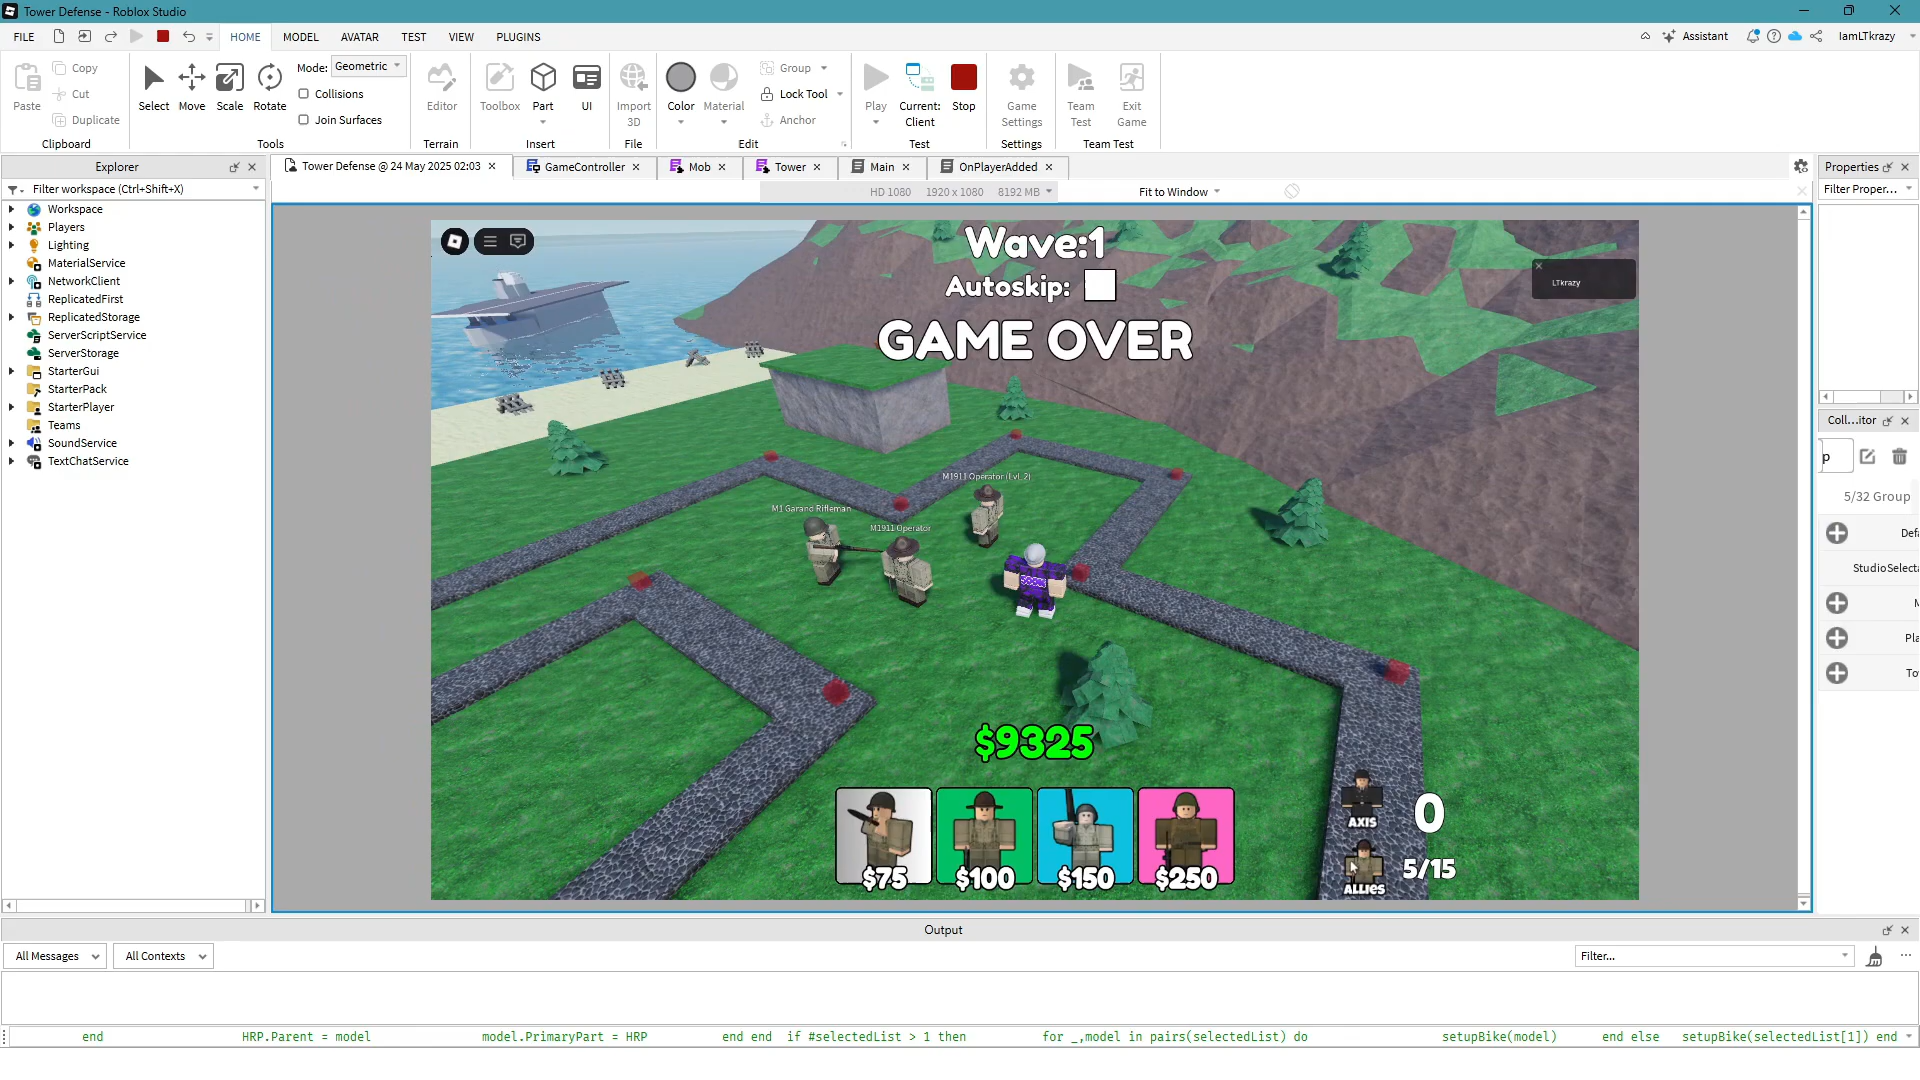 Tower Defense - Roblox Studio
FILE HOME MODEL AVATAR TEST VIEW PLUGINS Assistant IamLTkrazy
Paste Copy Cut Duplicate
Select Move Scale Rotate
Mode: Geometric
Collisions
Join Surfaces
Editor Toolbox Part UI Import 3D
Color Material Group Lock Tool Anchor
Play Current: Client Stop
Game Settings Team Test Exit Game
Clipboard Tools Terrain Insert File Edit Test Settings Team Test
Explorer
Tower Defense @ 24 May 2025 02:03 GameController Mob Tower Main OnPlayerAdded
Properties
Filter workspace (Ctrl+Shift+X)
HD 1080 1920 x 1080 8192 MB Fit to Window
Filter Proper...
Workspace
Players
Lighting
MaterialService
NetworkClient
ReplicatedFirst
ReplicatedStorage
ServerScriptService
ServerStorage
StarterGui
StarterPack
StarterPlayer
Teams
SoundService
TextChatService
Wave:1
Autoskip:
GAME OVER
LTkrazy
M1911 Operator (Lvl. 2)
M1 Garand Rifleman
M1911 Operator
SOON
$9325
$75 $100 $150 $250
AXIS 0
ALLIES 5/15
Coll...itor
p
5/32 Group
Defa
StudioSelecta
M
Pla
To
Output
All Messages All Contexts Filter...
end HRP.Parent = model model.PrimaryPart = HRP end end if #selectedList > 1 then for _,model in pairs(selectedList) do setupBike(model) end else setupBike(selectedList[1]) end